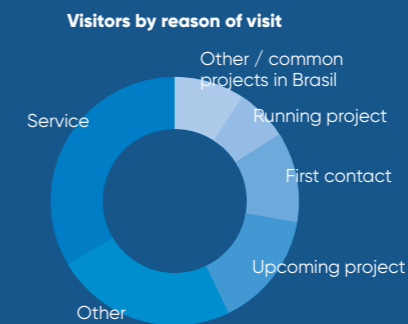 Visitors by reason of visit
Other / common
projects in Brasil
Service
Running project
First contact
Upcoming project
Other